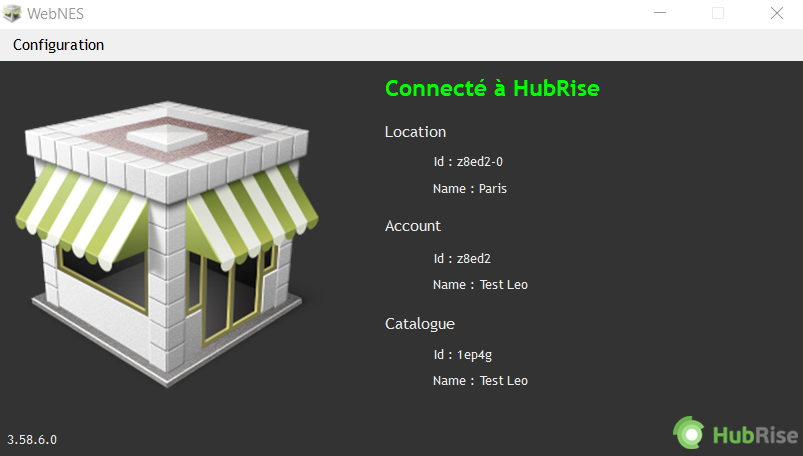 WebNES
Configuration
Connecté à HubRise
Location
Id : z8ed2-0
Name : Paris
Account
Id : z8ed2
Name : Test Leo
Catalogue
Id : 1ep4g
Name : Test Leo
3.58.6.0
HubRise